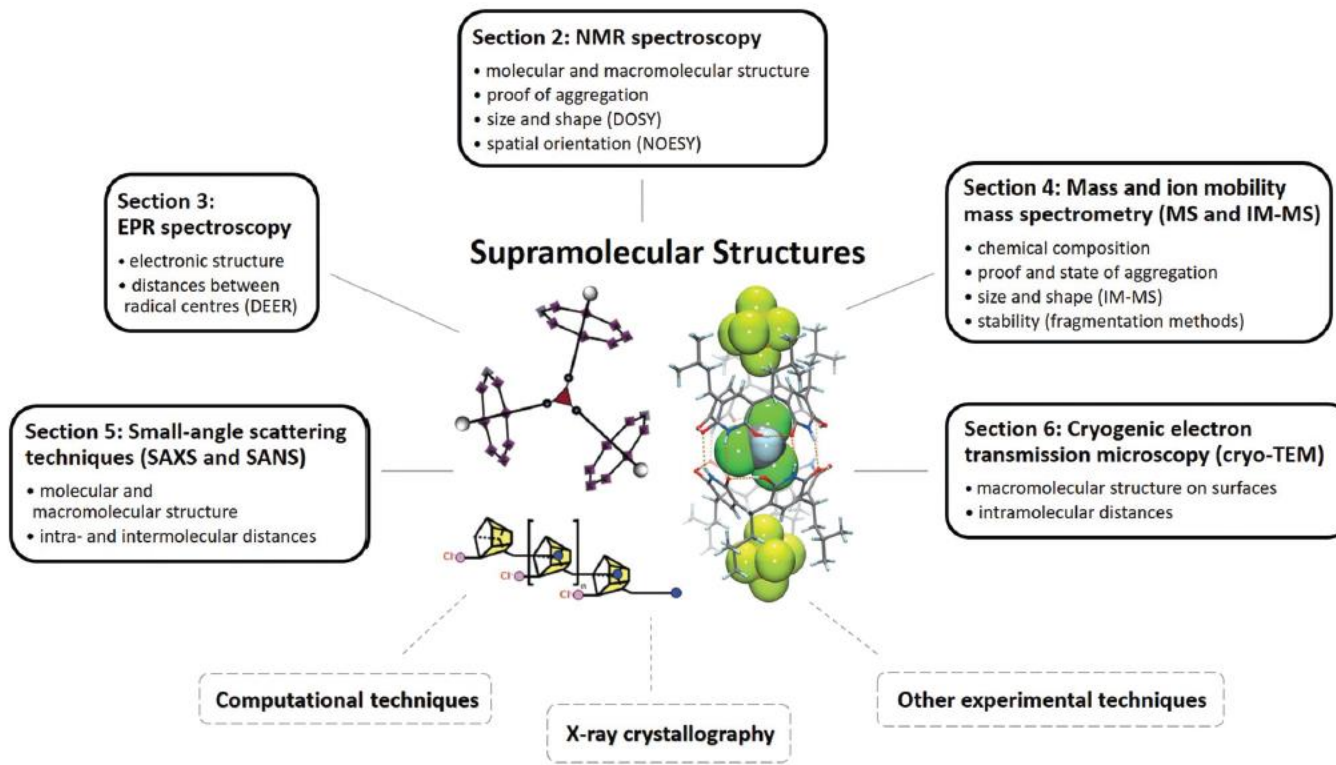 Section 2: NMR spectroscopy
• molecular and macromolecular structure
• proof of aggregation
• size and shape (DOSY)
• spatial orientation (NOESY)
Section 3:
EPR spectroscopy
• electronic structure
• distances between
radical centres (DEER)
Section 4: Mass and ion mobility
mass spectrometry (MS and IM-MS)
• chemical composition
• proof and state of aggregation
• size and shape (IM-MS)
• stability (fragmentation methods)
Supramolecular Structures
Section 5: Small-angle scattering
techniques (SAXS and SANS)
• molecular and
macromolecular structure
• intra- and intermolecular distances
Section 6: Cryogenic electron
transmission microscopy (cryo-TEM)
• macromolecular structure on surfaces
• intramolecular distances
Cl
Cl
n
Cl
Computational techniques
X-ray crystallography
Other experimental techniques